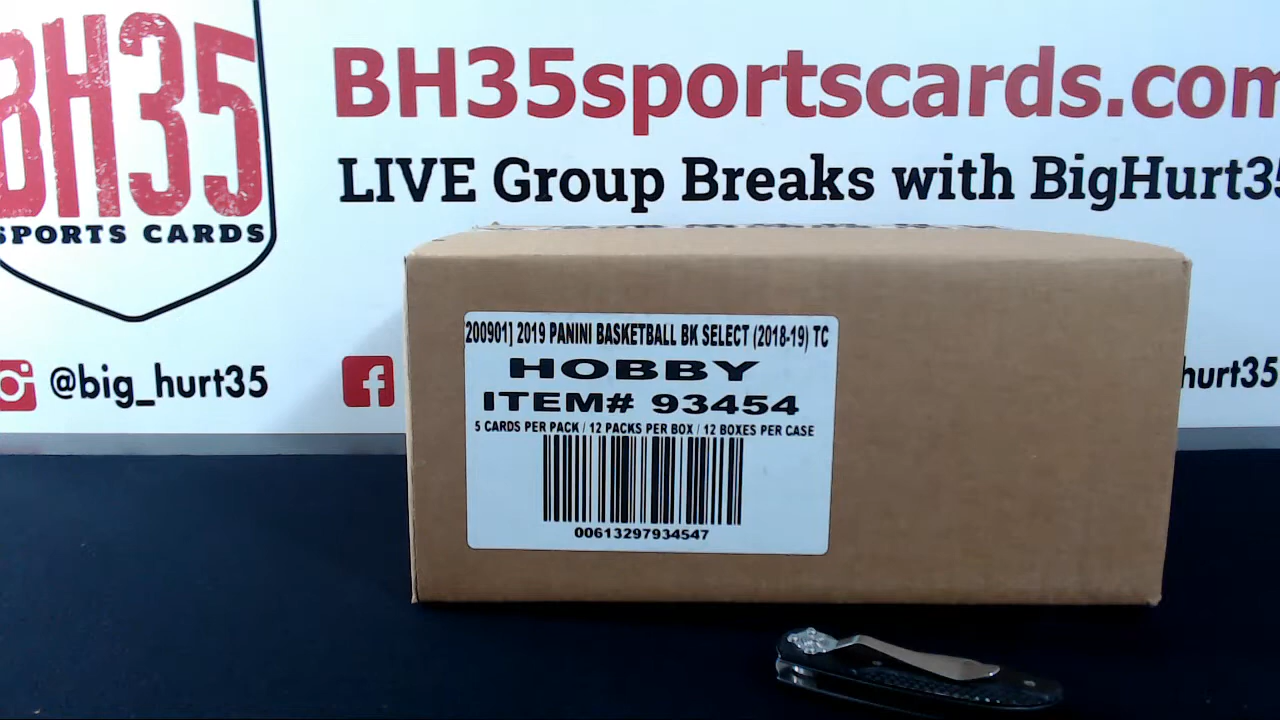 BH35
SPORTS CARDS
BH35sportscards.com
LIVE Group Breaks with BigHurt35
@big_hurt35
hurt35
200901] 2019 PANINI BASKETBALL BK SELECT (2018-19) TC
HOBBY
ITEM# 93454
5 CARDS PER PACK / 12 PACKS PER BOX / 12 BOXES PER CASE
00613297934547